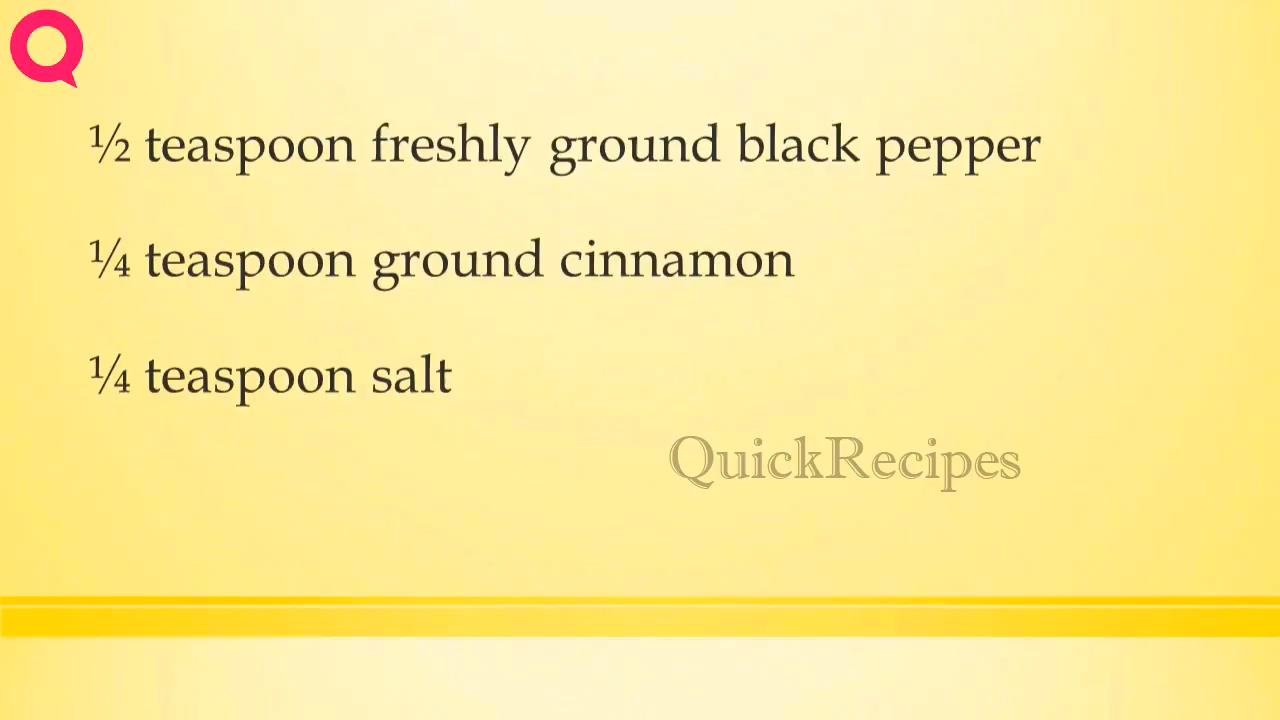 ½ teaspoon freshly ground black pepper
¼ teaspoon ground cinnamon
¼ teaspoon salt
QuickRecipes